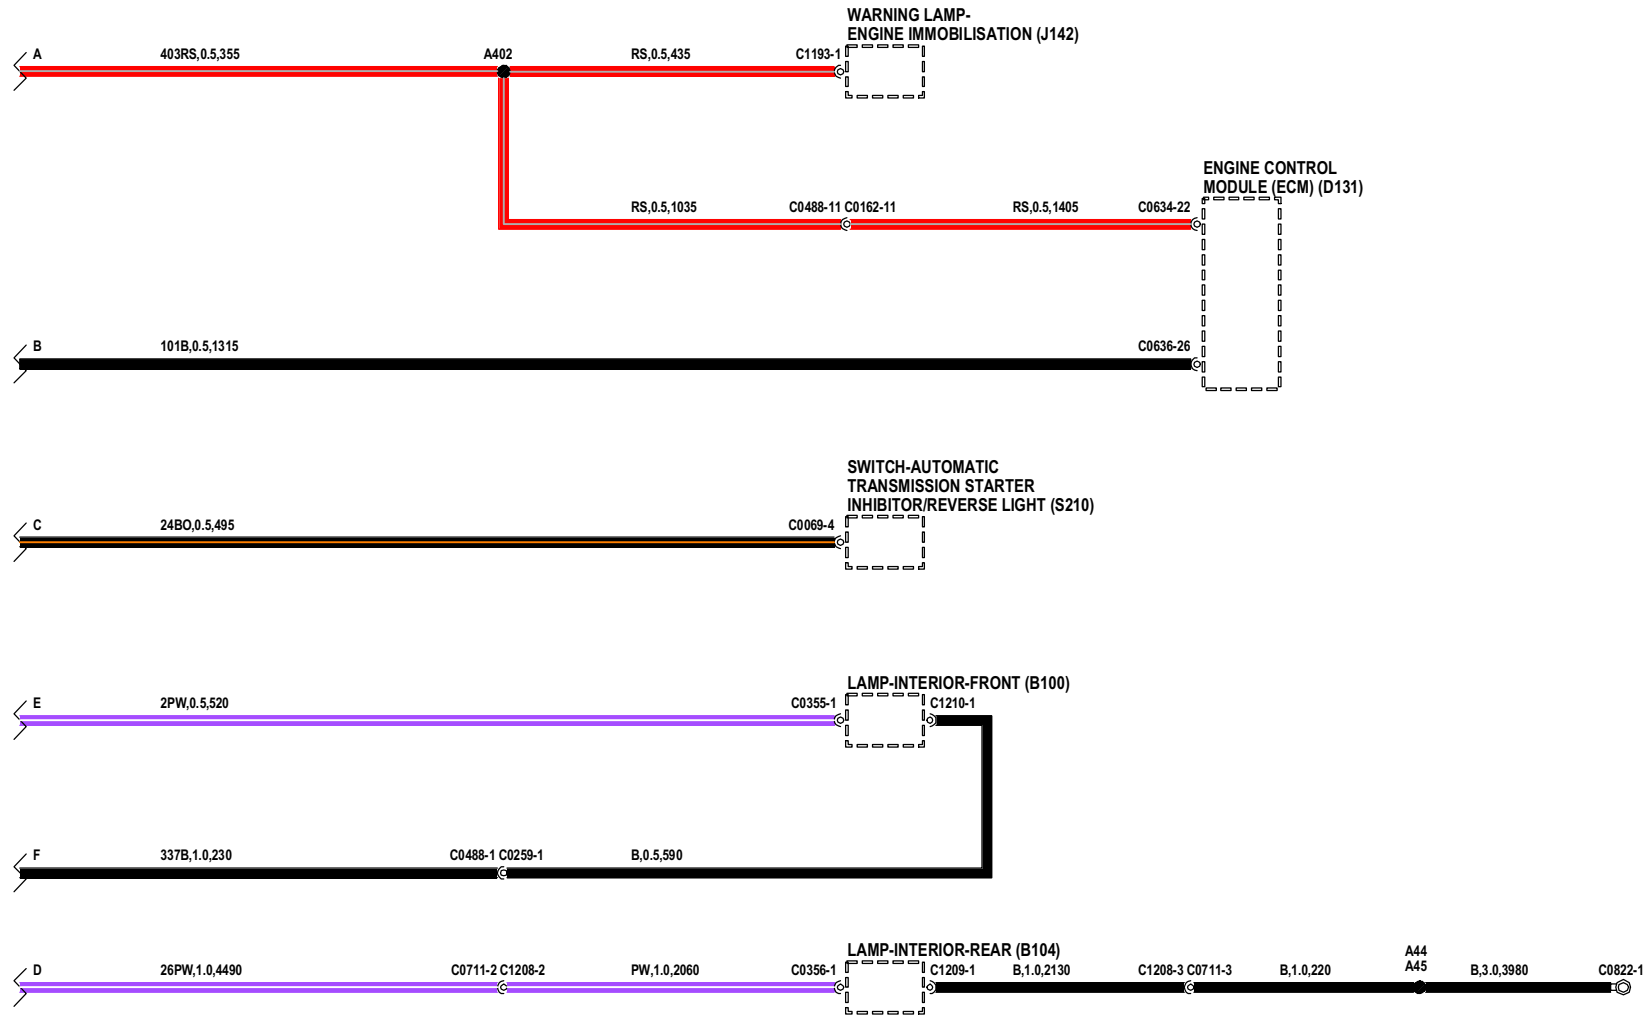 WARNING LAMP-
ENGINE IMMOBILISATION (J142)
A 403RS,0.5,355 A402 RS,0.5,435 C1193-1
ENGINE CONTROL
MODULE (ECM) (D131)
RS,0.5,1035 C0488-11 C0162-11 RS,0.5,1405 C0634-22
B 101B,0.5,1315 C0636-26
SWITCH-AUTOMATIC
TRANSMISSION STARTER
INHIBITOR/REVERSE LIGHT (S210)
C 24BO,0.5,495 C0069-4
LAMP-INTERIOR-FRONT (B100)
E 2PW,0.5,520 C0355-1 C1210-1
F 337B,1.0,230 C0488-1 C0259-1 B,0.5,590
LAMP-INTERIOR-REAR (B104)
A44
D 26PW,1.0,4490 C0711-2 C1208-2 PW,1.0,2060 C0356-1 C1209-1 B,1.0,2130 C1208-3 C0711-3 B,1.0,220 A45 B,3.0,3980 C0822-1